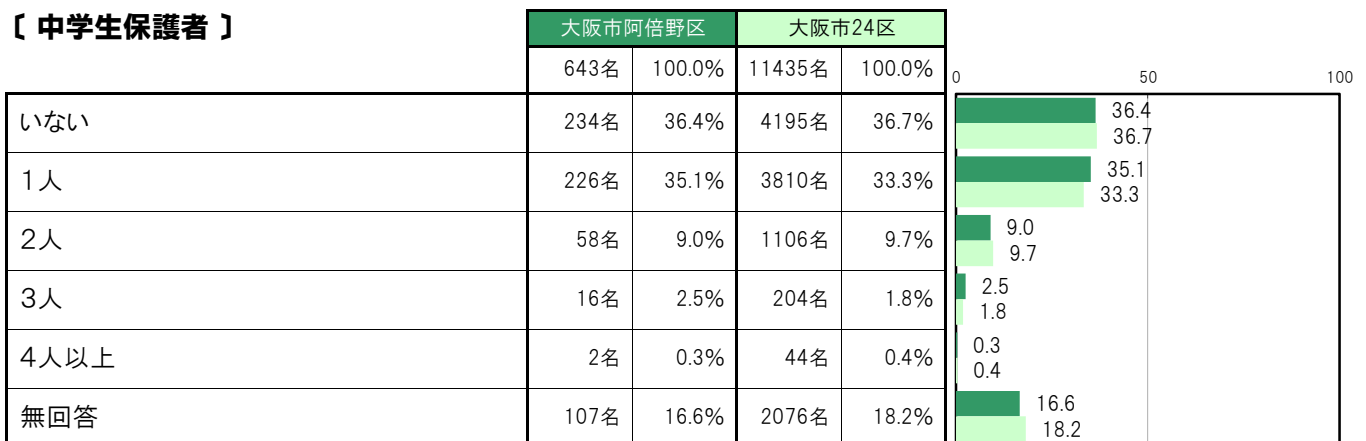 〔 中学生保護者 〕
大阪市阿倍野区 大阪市24区
643名 100.0% 11435名 100.0%
0 50 100
いない 234名 36.4% 4195名 36.7% 36.4
36.7
1人 226名 35.1% 3810名 33.3% 35.1
33.3
2人 58名 9.0% 1106名 9.7% 9.0
9.7
3人 16名 2.5% 204名 1.8% 2.5
1.8
4人以上 2名 0.3% 44名 0.4% 0.3
0.4
無回答 107名 16.6% 2076名 18.2% 16.6
18.2